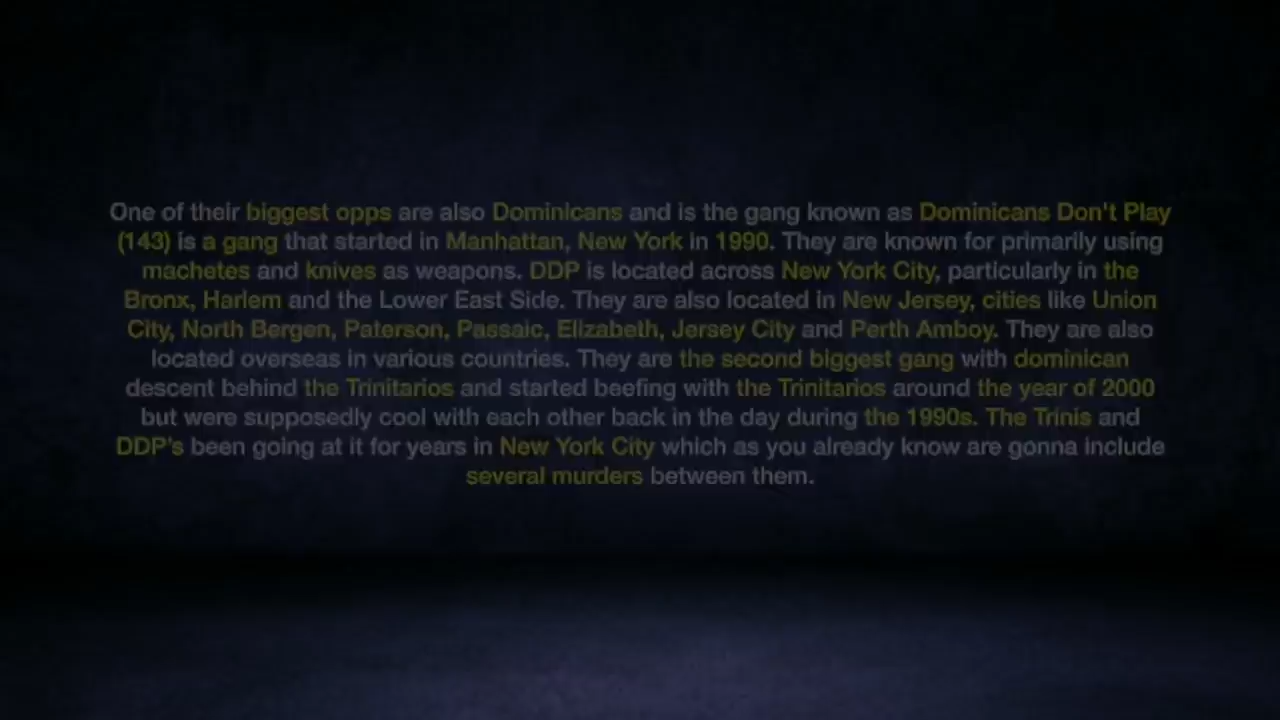 One of their biggest opps are also Dominicans and is the gang known as Dominicans Don't Play
(143) is a gang that started in Manhattan, New York in 1990. They are known for primarily using
machetes and knives as weapons. DDP is located across New York City, particularly in the
Bronx, Harlem and the Lower East Side. They are also located in New Jersey, cities like Union
City, North Bergen, Paterson, Passaic, Elizabeth, Jersey City and Perth Amboy. They are also
located overseas in various countries. They are the second biggest gang with dominican
descent behind the Trinitarios and started beefing with the Trinitarios around the year of 2000
but were supposedly cool with each other back in the day during the 1990s. The Trinis and
DDP's been going at it for years in New York City which as you already know are gonna include
several murders between them.